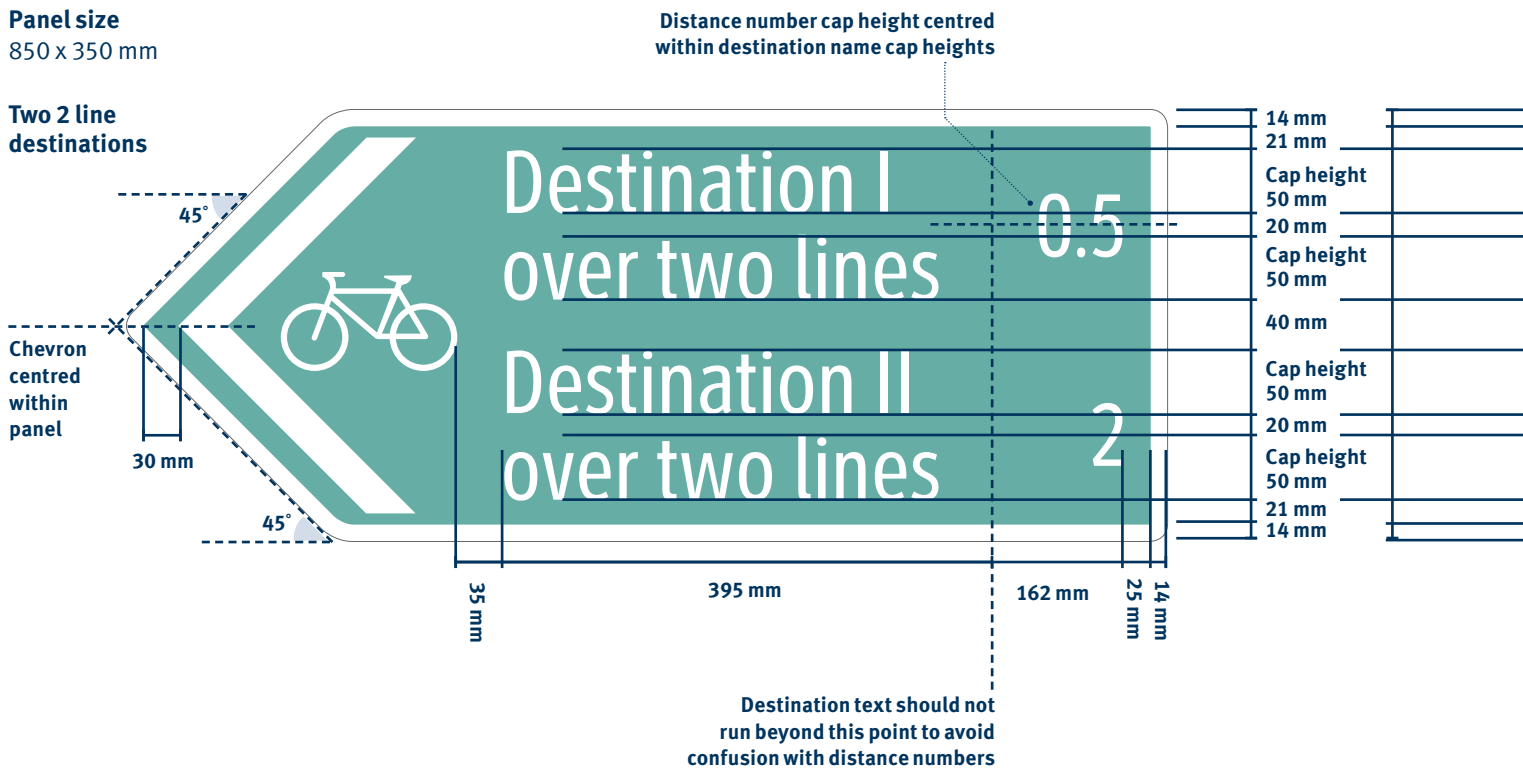 Panel size
850 x 350 mm
Two 2 line
destinations
Distance number cap height centred
within destination name cap heights
45°
Destination I
over two lines
0.5
Destination II
over two lines
2
Chevron
centred
within
panel
30 mm
45°
14 mm
21 mm
Cap height
50 mm
20 mm
Cap height
50 mm
40 mm
Cap height
50 mm
20 mm
Cap height
50 mm
21 mm
14 mm
35 mm
395 mm
162 mm
25 mm
14 mm
Destination text should not
run beyond this point to avoid
confusion with distance numbers